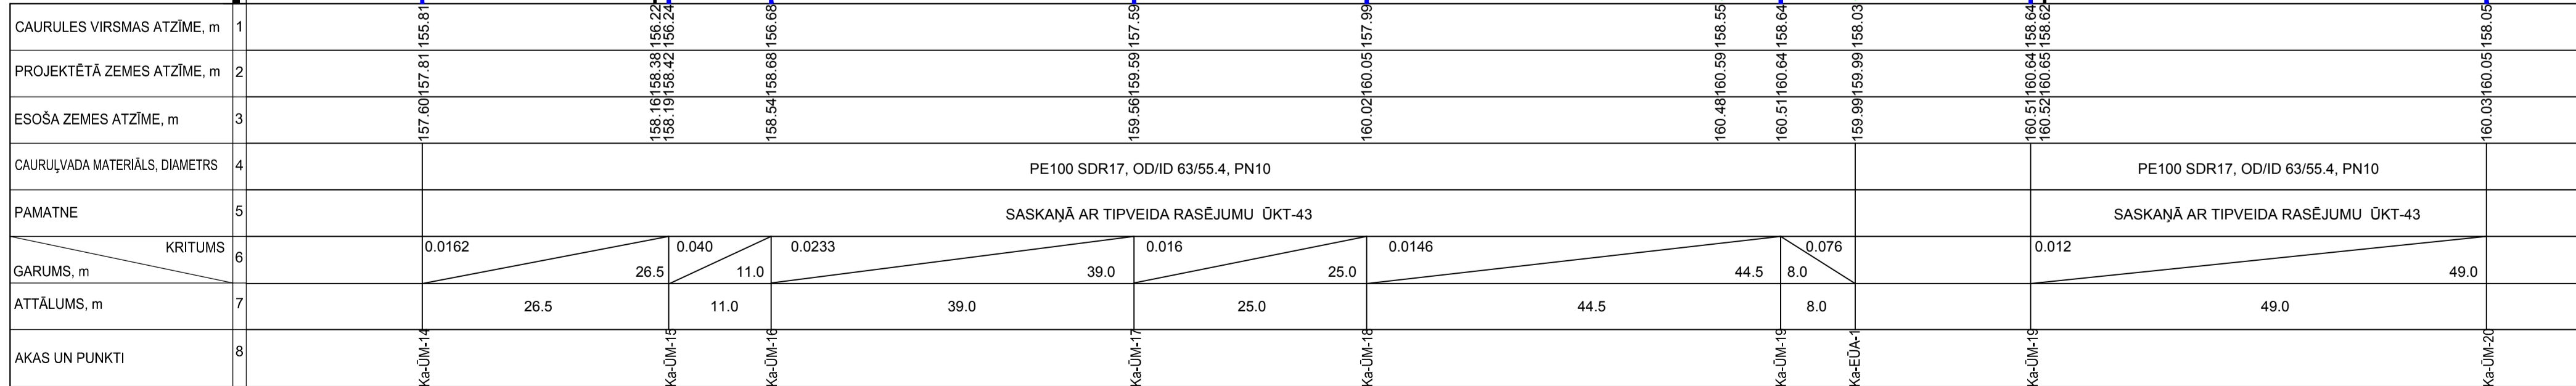 CAURULES VIRSMAS ATZĪME, m 1 155.81 156.22 156.24 156.68 157.59 157.99 158.55 158.64 158.03 158.64 158.62 158.05
PROJEKTĒTĀ ZEMES ATZĪME, m 2 157.81 158.38 158.42 158.68 159.59 160.05 160.59 160.64 159.99 160.64 160.65 160.05
ESOŠA ZEMES ATZĪME, m 3 157.60 158.16 158.19 158.54 159.56 160.02 160.48 160.51 159.99 160.51 160.52 160.03
CAURUĻVADA MATERIĀLS, DIAMETRS 4 PE100 SDR17, OD/ID 63/55.4, PN10 PE100 SDR17, OD/ID 63/55.4, PN10
PAMATNE 5 SASKAŅĀ AR TIPVEIDA RASĒJUMU ŪKT-43 SASKAŅĀ AR TIPVEIDA RASĒJUMU ŪKT-43
KRITUMS 6 0.0162 0.040 0.0233 0.016 0.0146 0.076 0.012
GARUMS, m 26.5 11.0 39.0 25.0 44.5 8.0 49.0
ATTĀLUMS, m 7 26.5 11.0 39.0 25.0 44.5 8.0 49.0
AKAS UN PUNKTI 8 Ka-ŪM-14 Ka-ŪM-15 Ka-ŪM-16 Ka-ŪM-17 Ka-ŪM-18 Ka-ŪM-19 Ka-EŪA-1 Ka-ŪM-19 Ka-ŪM-20